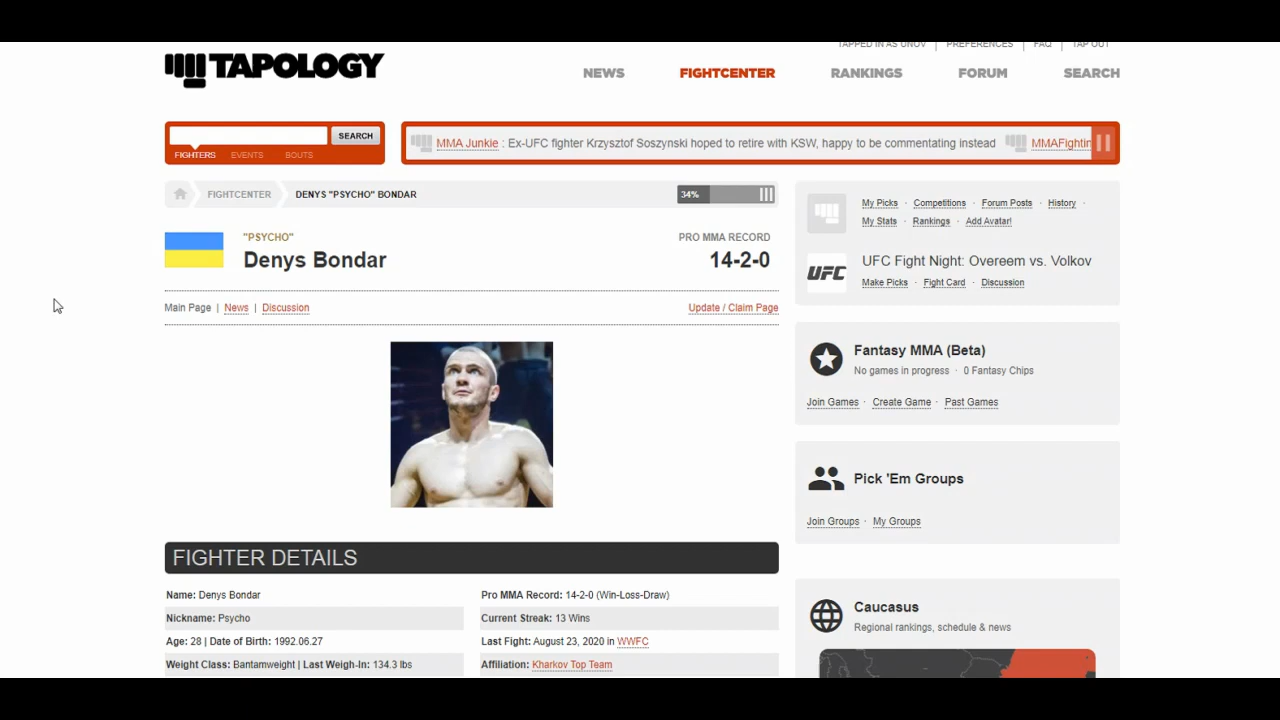 TAPPED IN AS UNOV | PREFERENCES | FAQ | TAP OUT
TAPOLOGY
NEWS FIGHTCENTER RANKINGS FORUM SEARCH
SEARCH
FIGHTERS EVENTS BOUTS
MMA Junkie : Ex-UFC fighter Krzysztof Soszynski hoped to retire with KSW, happy to be commentating instead MMAFightin
FIGHTCENTER DENYS "PSYCHO" BONDAR 34%
"PSYCHO"
Denys Bondar
PRO MMA RECORD
14-2-0
Main Page | News | Discussion Update / Claim Page
FIGHTER DETAILS
Name: Denys Bondar
Pro MMA Record: 14-2-0 (Win-Loss-Draw)
Nickname: Psycho
Current Streak: 13 Wins
Age: 28 | Date of Birth: 1992.06.27
Last Fight: August 23, 2020 in WWFC
Weight Class: Bantamweight | Last Weigh-In: 134.3 lbs
Affiliation: Kharkov Top Team
My Picks · Competitions · Forum Posts · History ·
My Stats · Rankings · Add Avatar!
UFC
UFC Fight Night: Overeem vs. Volkov
Make Picks · Fight Card · Discussion
Fantasy MMA (Beta)
No games in progress · 0 Fantasy Chips
Join Games · Create Game · Past Games
Pick 'Em Groups
Join Groups · My Groups
Caucasus
Regional rankings, schedule & news